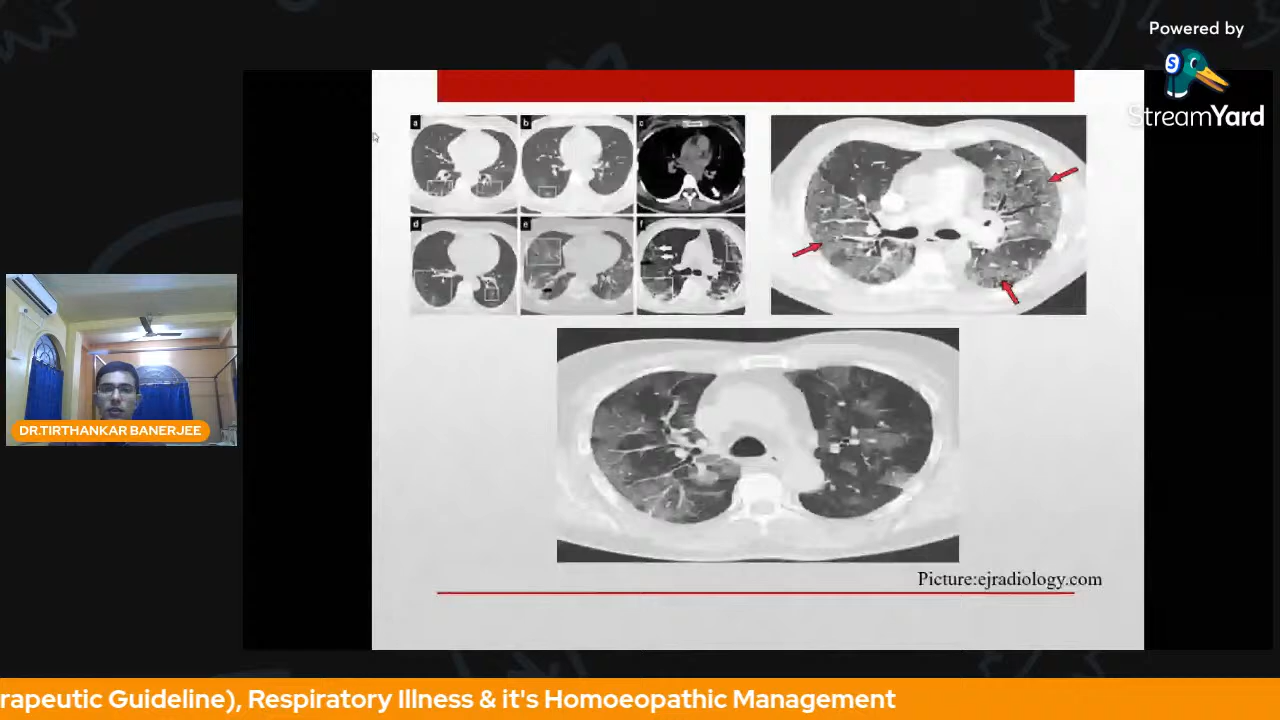 Powered by
S
StreamYard
a
b
c
d
e
f
DR.TIRTHANKAR BANERJEE
Picture:ejradiology.com
rapeutic Guideline), Respiratory Illness & it's Homoeopathic Management